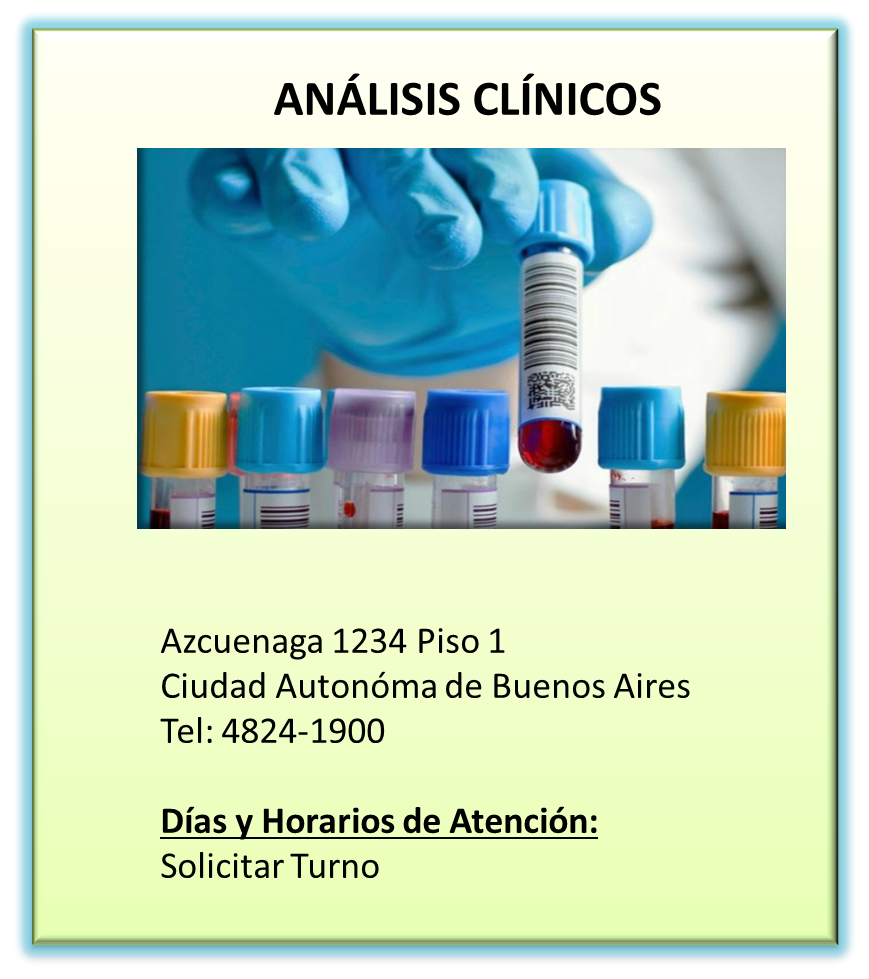 ANÁLISIS CLÍNICOS
Azcuenaga 1234 Piso 1
Ciudad Autonóma de Buenos Aires
Tel: 4824-1900
Días y Horarios de Atención:
Solicitar Turno